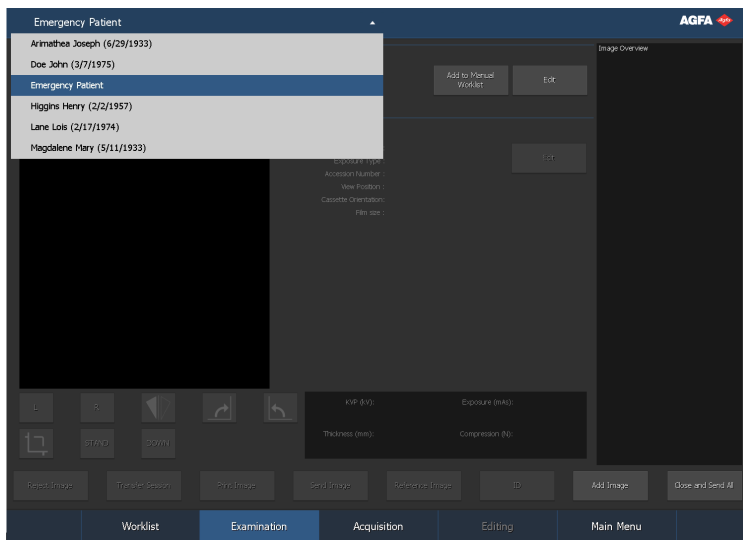 Emergency Patient
AGFA
Arimathea Joseph (6/29/1933)
Doe John (3/7/1975)
Emergency Patient
Higgins Henry (2/2/1957)
Lane Lois (2/17/1974)
Magdalene Mary (5/11/1933)
Add to Manual
Worklist
Edit
Image Overview
Exposure Type :
Accession Number :
View Position :
Cassette Orientation:
Film size :
Edit
L
R
STAND
DOWN
KVP (kV):
Exposure (mAs):
Thickness (mm):
Compression (N):
Reject Image
Transfer Session
Print Image
Send Image
Reference Image
ID
Add Image
Close and Send All
Worklist
Examination
Acquisition
Editing
Main Menu